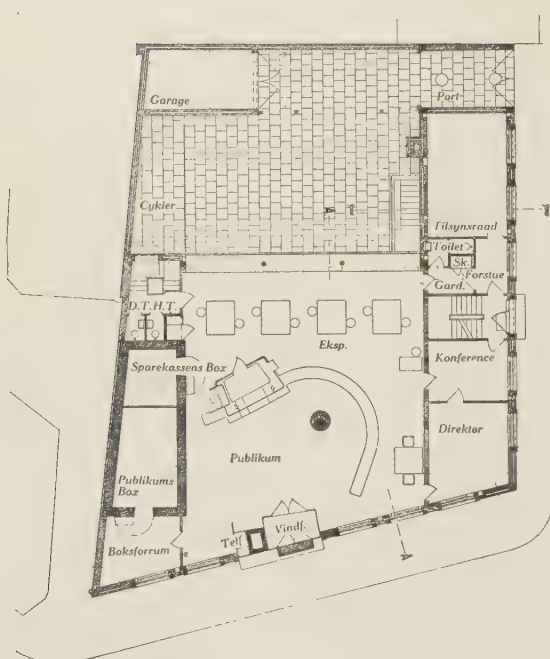 Garage
Port
Cykler
A
B
Tilsynsraad
Toilet
Sk.
Forstue
Gard.
D.T.H.T.
Eksp.
Sparekassens Box
Konference
Direktør
Publikum
Publikums
Box
Telf
Vindf.
Boksforrum
A